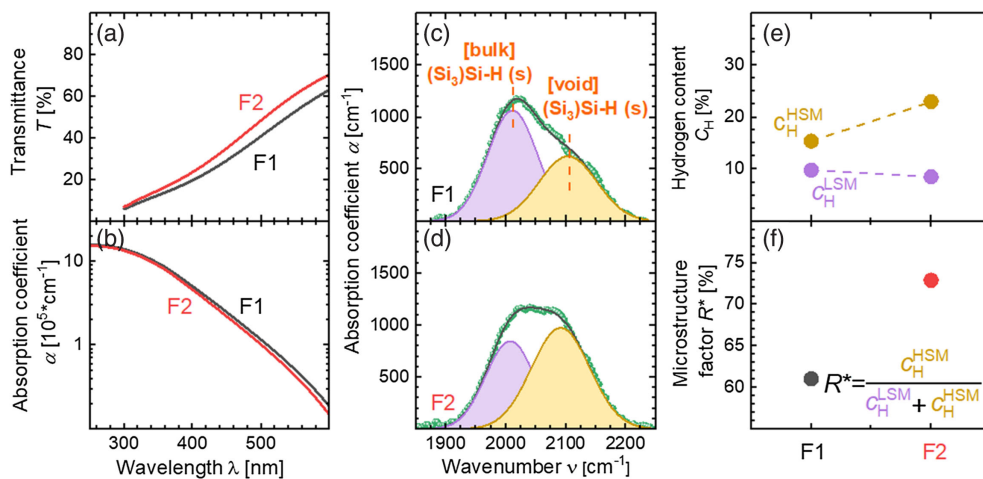 (a)
80
60
40
20
Transmittance
T [%]
F2
F1
(b)
10
1
Absorption coefficient
α [10⁵*cm⁻¹]
F1
F2
300 400 500
Wavelength λ [nm]
(c)
[bulk]
(Si₃)Si-H (s)
[void]
(Si₃)Si-H (s)
1500
1000
500
0
F1
Absorption coefficient α [cm⁻¹]
(d)
1500
1000
500
0
F2
1900 2000 2100 2200
Wavenumber ν [cm⁻¹]
(e)
30
20
10
Hydrogen content
C_H [%]
c_H^HSM
c_H^LSM
(f)
75
70
65
60
Microstructure
factor R* [%]
R*= c_H^HSM / c_H^LSM + c_H^HSM
F1 F2